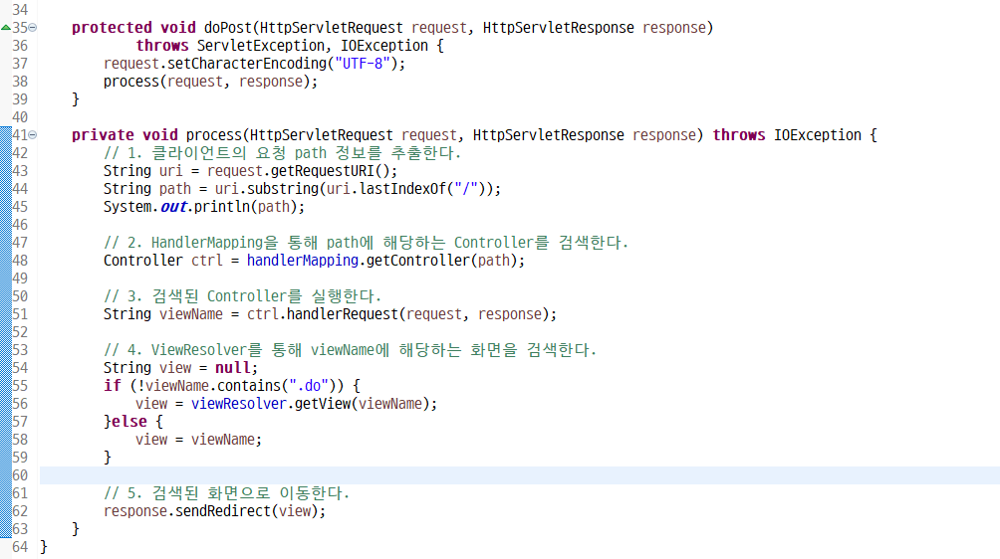 34
35 protected void doPost(HttpServletRequest request, HttpServletResponse response)
36 throws ServletException, IOException {
37 request.setCharacterEncoding("UTF-8");
38 process(request, response);
39 }
40
41 private void process(HttpServletRequest request, HttpServletResponse response) throws IOException {
42 // 1. 클라이언트의 요청 path 정보를 추출한다.
43 String uri = request.getRequestURI();
44 String path = uri.substring(uri.lastIndexOf("/"));
45 System.out.println(path);
46
47 // 2. HandlerMapping을 통해 path에 해당하는 Controller를 검색한다.
48 Controller ctrl = handlerMapping.getController(path);
49
50 // 3. 검색된 Controller를 실행한다.
51 String viewName = ctrl.handlerRequest(request, response);
52
53 // 4. ViewResolver를 통해 viewName에 해당하는 화면을 검색한다.
54 String view = null;
55 if (!viewName.contains(".do")) {
56 view = viewResolver.getView(viewName);
57 }else {
58 view = viewName;
59 }
60
61 // 5. 검색된 화면으로 이동한다.
62 response.sendRedirect(view);
63 }
64 }